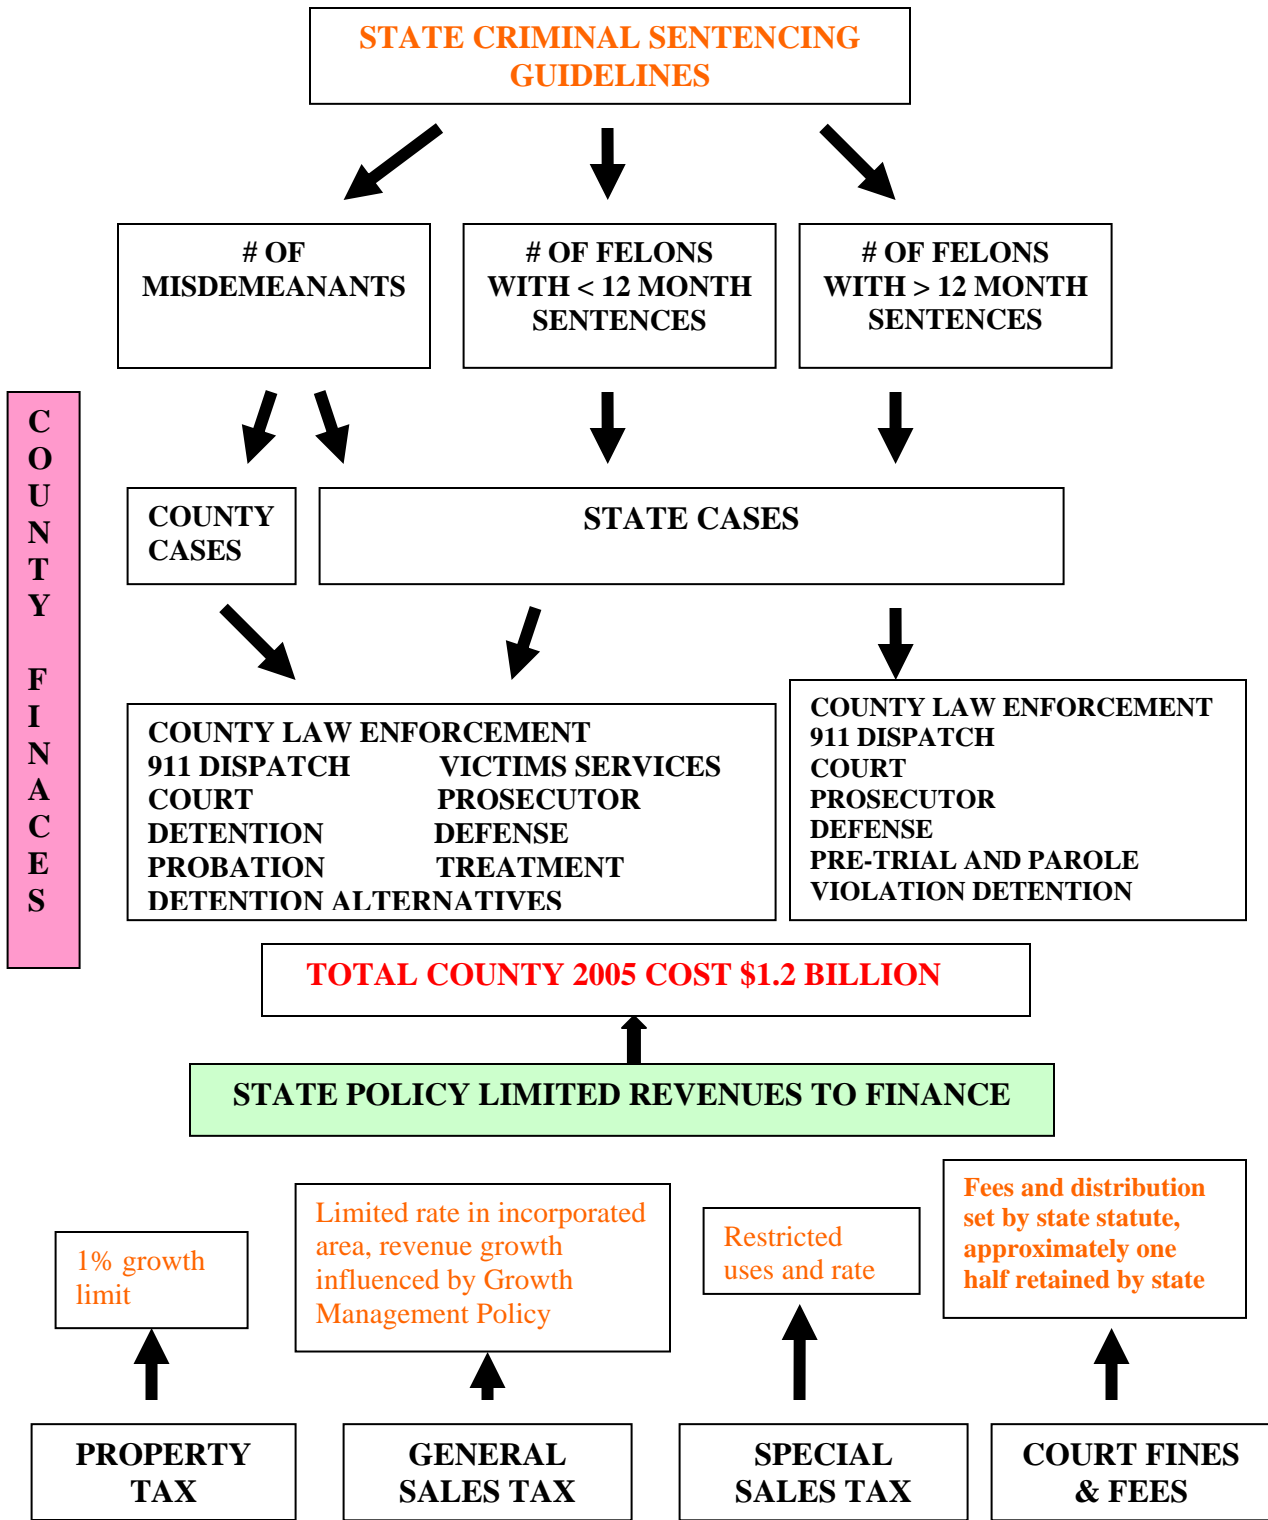 STATE CRIMINAL SENTENCING
GUIDELINES
# OF
MISDEMEANANTS
# OF FELONS
WITH < 12 MONTH
SENTENCES
# OF FELONS
WITH > 12 MONTH
SENTENCES
C
O
U
N
T
Y
F
I
N
A
C
E
S
COUNTY
CASES
STATE CASES
COUNTY LAW ENFORCEMENT
911 DISPATCH VICTIMS SERVICES
COURT PROSECUTOR
DETENTION DEFENSE
PROBATION TREATMENT
DETENTION ALTERNATIVES
COUNTY LAW ENFORCEMENT
911 DISPATCH
COURT
PROSECUTOR
DEFENSE
PRE-TRIAL AND PAROLE
VIOLATION DETENTION
TOTAL COUNTY 2005 COST $1.2 BILLION
STATE POLICY LIMITED REVENUES TO FINANCE
1% growth
limit
Limited rate in incorporated
area, revenue growth
influenced by Growth
Management Policy
Restricted
uses and rate
Fees and distribution
set by state statute,
approximately one
half retained by state
PROPERTY
TAX
GENERAL
SALES TAX
SPECIAL
SALES TAX
COURT FINES
& FEES